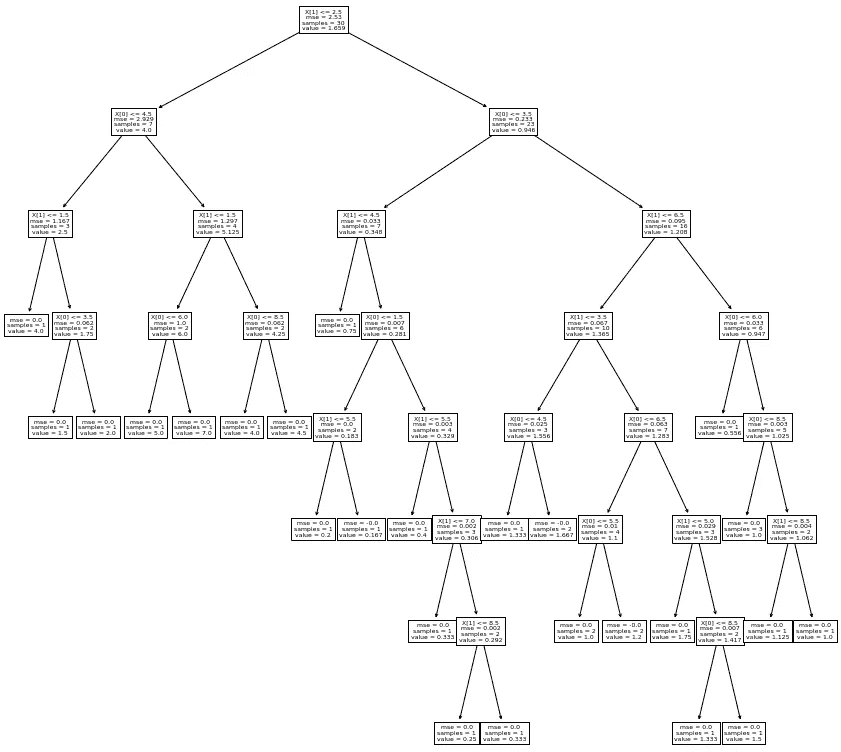 X[1] <= 2.5
mse = 2.53
samples = 30
value = 1.659
X[0] <= 4.5
mse = 2.929
samples = 7
value = 4.0
X[0] <= 3.5
mse = 0.233
samples = 23
value = 0.946
X[1] <= 1.5
mse = 1.167
samples = 3
value = 2.5
X[1] <= 1.5
mse = 1.297
samples = 4
value = 5.125
X[1] <= 4.5
mse = 0.033
samples = 7
value = 0.348
X[1] <= 6.5
mse = 0.095
samples = 16
value = 1.208
mse = 0.0
samples = 1
value = 4.0
X[0] <= 3.5
mse = 0.062
samples = 2
value = 1.75
X[0] <= 6.0
mse = 1.0
samples = 2
value = 6.0
X[0] <= 8.5
mse = 0.062
samples = 2
value = 4.25
mse = 0.0
samples = 1
value = 0.75
X[0] <= 1.5
mse = 0.007
samples = 6
value = 0.281
X[1] <= 3.5
mse = 0.067
samples = 10
value = 1.365
X[0] <= 6.0
mse = 0.033
samples = 6
value = 0.947
mse = 0.0
samples = 1
value = 1.5
mse = 0.0
samples = 1
value = 2.0
mse = 0.0
samples = 1
value = 5.0
mse = 0.0
samples = 1
value = 7.0
mse = 0.0
samples = 1
value = 4.0
mse = 0.0
samples = 1
value = 4.5
X[1] <= 5.5
mse = 0.0
samples = 2
value = 0.183
X[1] <= 5.5
mse = 0.003
samples = 4
value = 0.329
X[0] <= 4.5
mse = 0.025
samples = 3
value = 1.556
X[0] <= 6.5
mse = 0.063
samples = 7
value = 1.283
mse = 0.0
samples = 1
value = 0.556
X[0] <= 8.5
mse = 0.003
samples = 5
value = 1.025
mse = 0.0
samples = 1
value = 0.2
mse = -0.0
samples = 1
value = 0.167
mse = 0.0
samples = 1
value = 0.4
X[1] <= 7.0
mse = 0.002
samples = 3
value = 0.306
mse = 0.0
samples = 1
value = 1.333
mse = -0.0
samples = 2
value = 1.667
X[0] <= 5.5
mse = 0.01
samples = 4
value = 1.1
X[1] <= 5.0
mse = 0.029
samples = 3
value = 1.528
mse = 0.0
samples = 3
value = 1.0
X[1] <= 8.5
mse = 0.004
samples = 2
value = 1.062
mse = 0.0
samples = 1
value = 0.333
X[1] <= 8.5
mse = 0.002
samples = 2
value = 0.292
mse = 0.0
samples = 2
value = 1.0
mse = -0.0
samples = 2
value = 1.2
mse = 0.0
samples = 1
value = 1.75
X[0] <= 8.5
mse = 0.007
samples = 2
value = 1.417
mse = 0.0
samples = 1
value = 1.125
mse = 0.0
samples = 1
value = 1.0
mse = 0.0
samples = 1
value = 0.25
mse = 0.0
samples = 1
value = 0.333
mse = 0.0
samples = 1
value = 1.333
mse = 0.0
samples = 1
value = 1.5